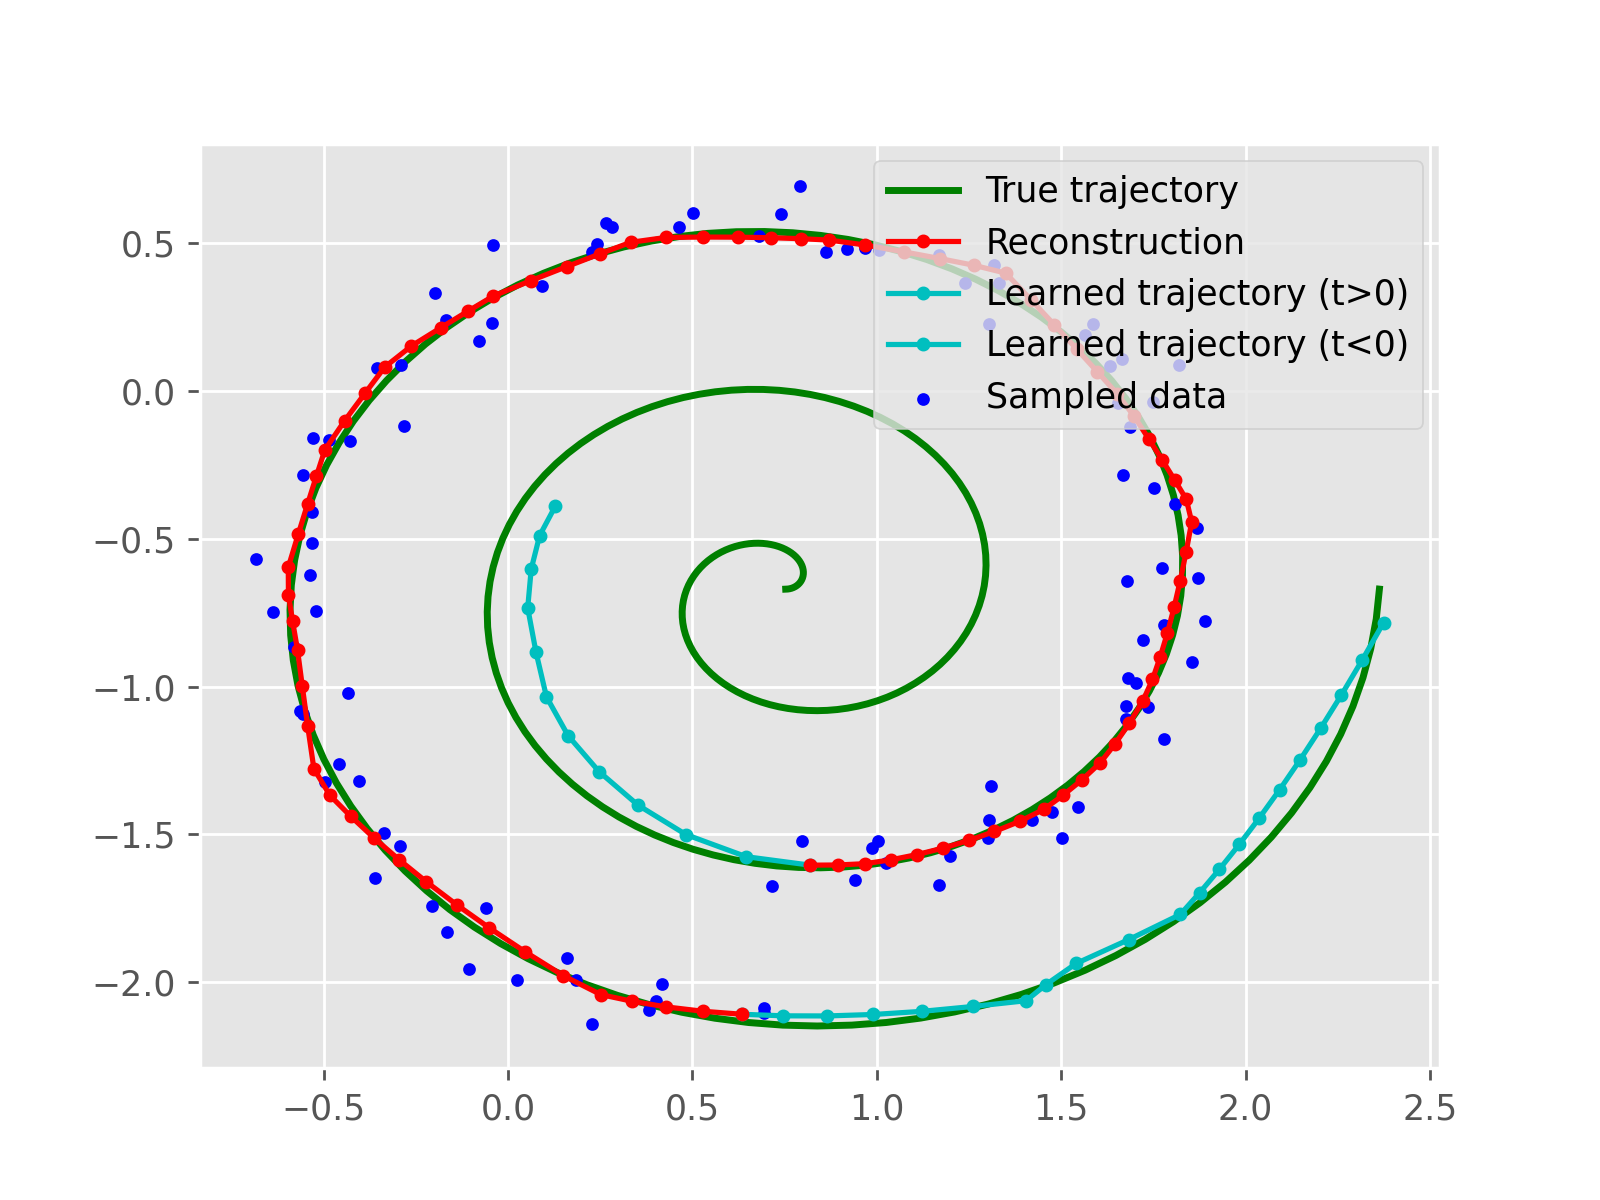 True trajectory
Reconstruction
Learned trajectory (t>0)
Learned trajectory (t<0)
Sampled data
0.5
0.0
−0.5
−1.0
−1.5
−2.0
−0.5 0.0 0.5 1.0 1.5 2.0 2.5